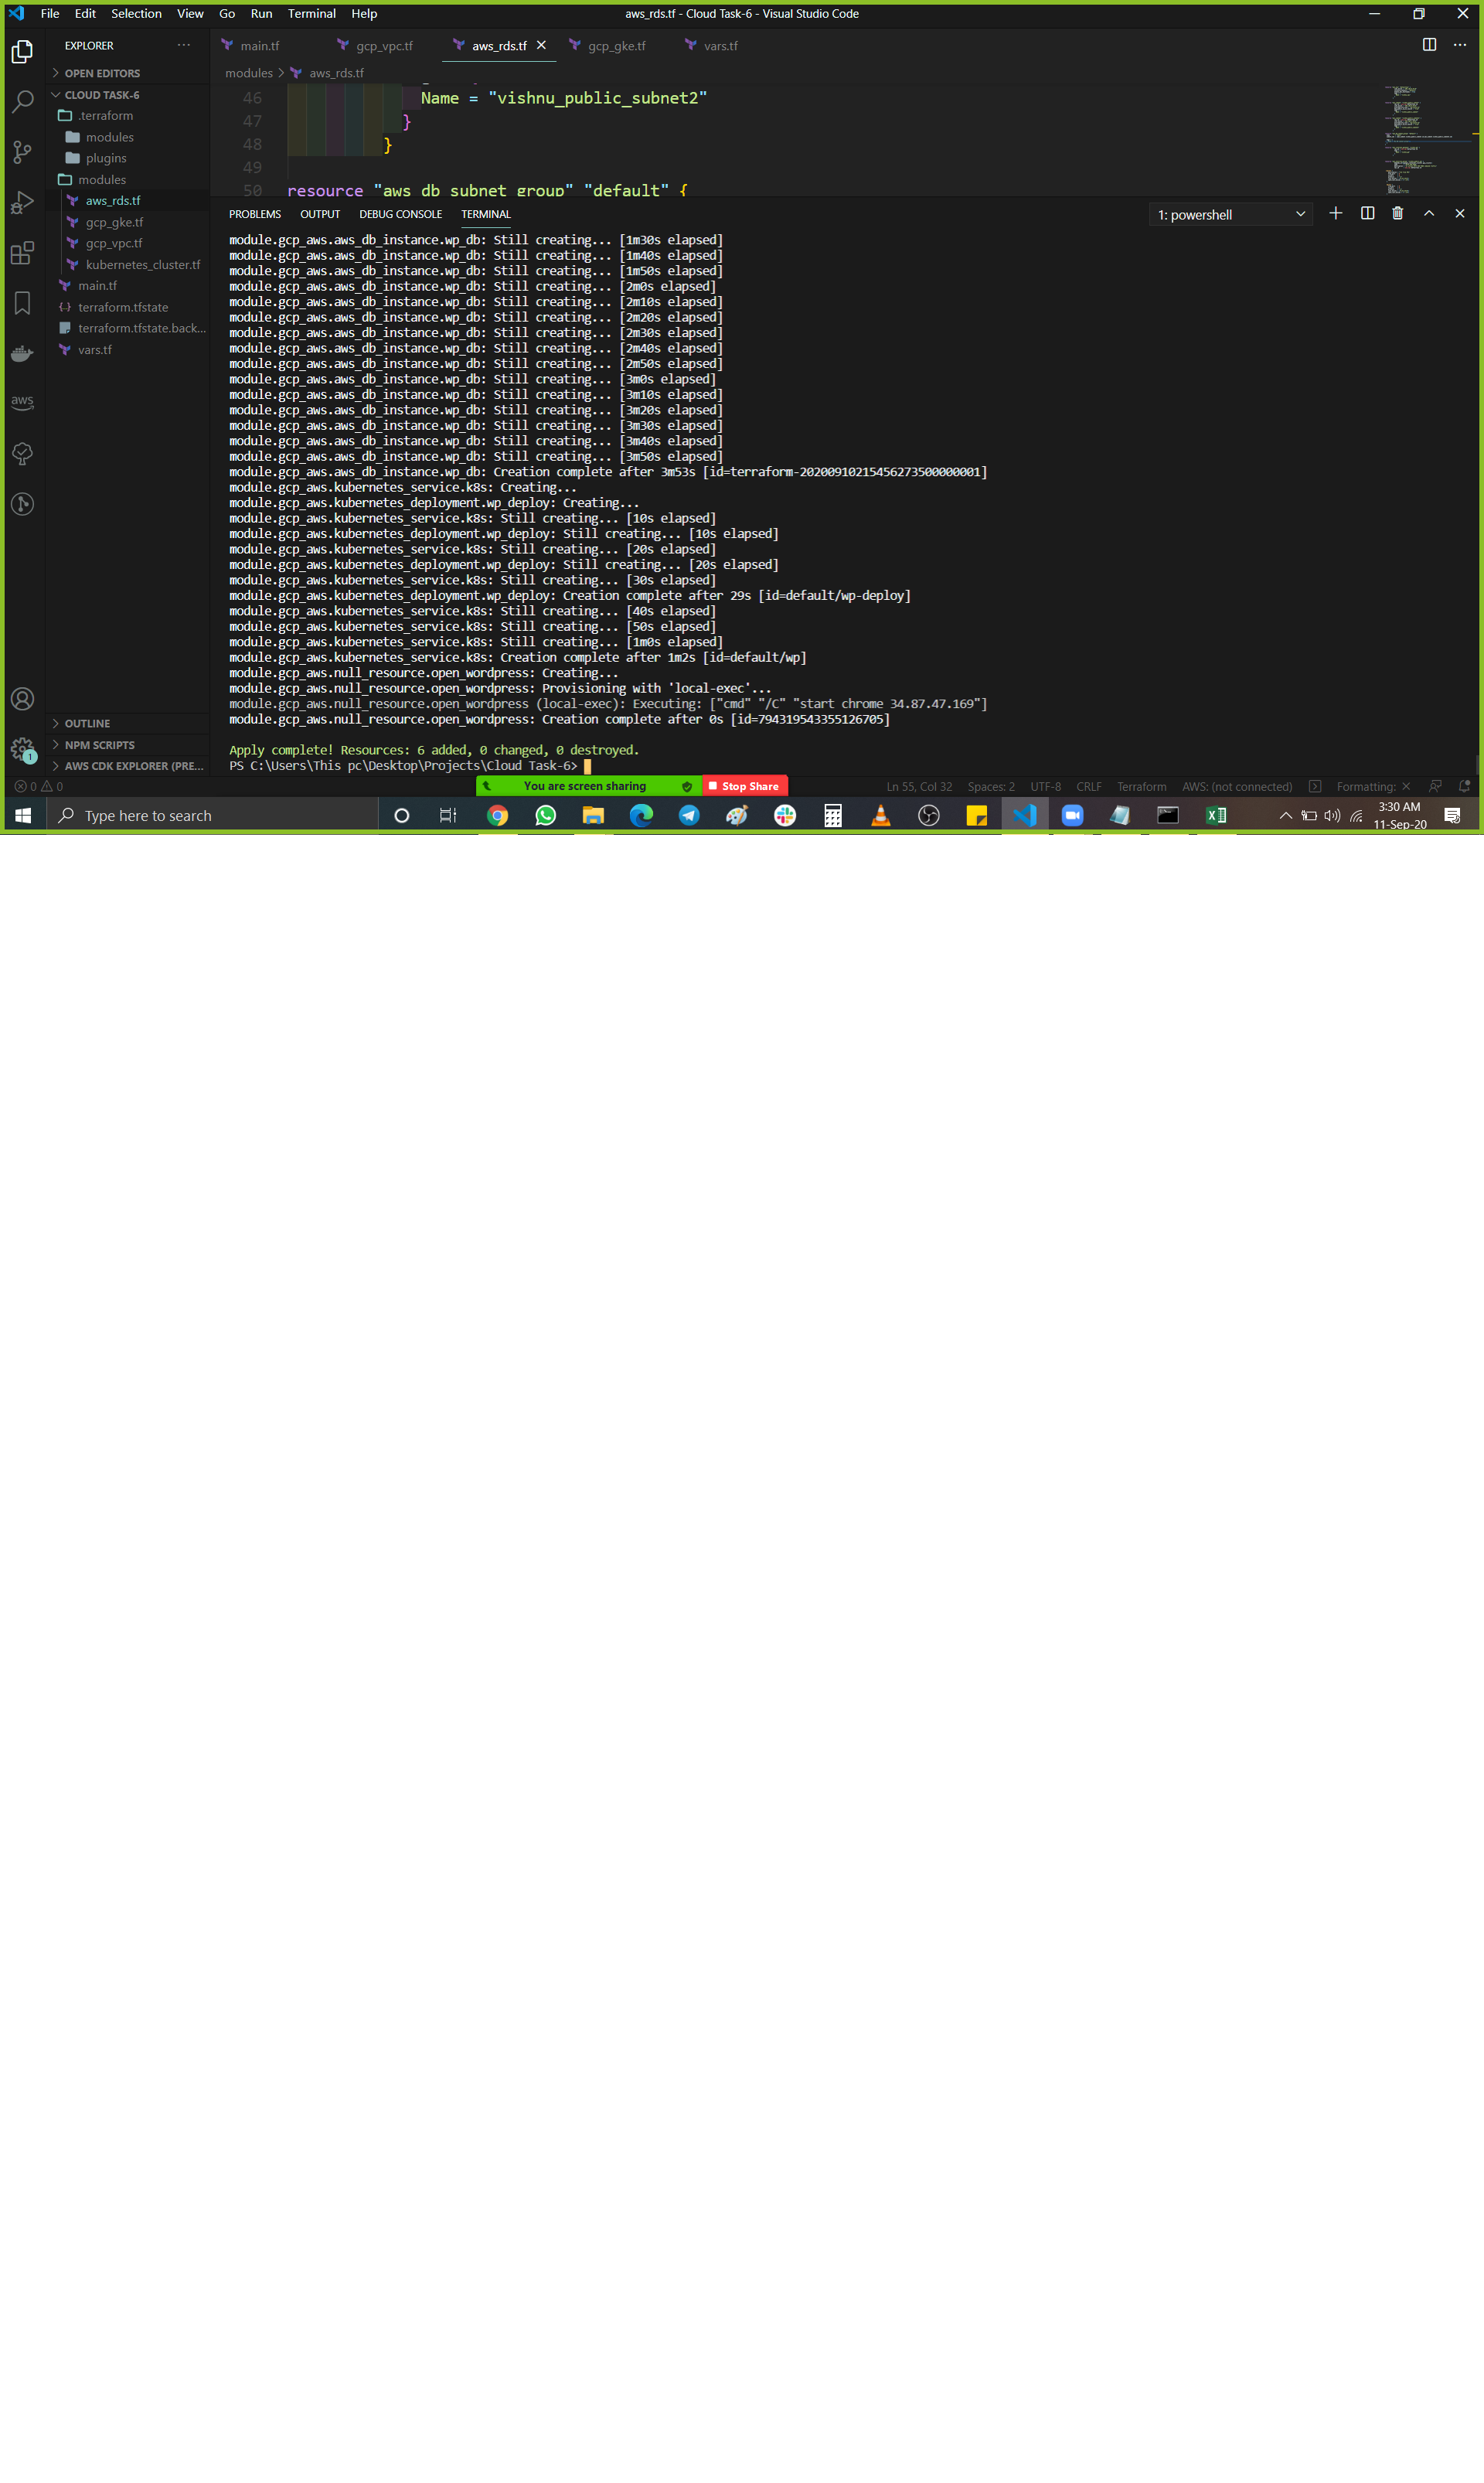 File Edit Selection View Go Run Terminal Help
aws_rds.tf - Cloud Task-6 - Visual Studio Code
EXPLORER
OPEN EDITORS
CLOUD TASK-6
.terraform
modules
plugins
modules
aws_rds.tf
gcp_gke.tf
gcp_vpc.tf
kubernetes_cluster.tf
main.tf
terraform.tfstate
terraform.tfstate.back...
vars.tf
aws
OUTLINE
NPM SCRIPTS
AWS CDK EXPLORER (PRE...
1
main.tf gcp_vpc.tf aws_rds.tf gcp_gke.tf vars.tf
modules > aws_rds.tf
46 Name = "vishnu_public_subnet2"
47 }
48 }
49
50 resource "aws_db_subnet_group" "default" {
PROBLEMS OUTPUT DEBUG CONSOLE TERMINAL
1: powershell
module.gcp_aws.aws_db_instance.wp_db: Still creating... [1m30s elapsed]
module.gcp_aws.aws_db_instance.wp_db: Still creating... [1m40s elapsed]
module.gcp_aws.aws_db_instance.wp_db: Still creating... [1m50s elapsed]
module.gcp_aws.aws_db_instance.wp_db: Still creating... [2m0s elapsed]
module.gcp_aws.aws_db_instance.wp_db: Still creating... [2m10s elapsed]
module.gcp_aws.aws_db_instance.wp_db: Still creating... [2m20s elapsed]
module.gcp_aws.aws_db_instance.wp_db: Still creating... [2m30s elapsed]
module.gcp_aws.aws_db_instance.wp_db: Still creating... [2m40s elapsed]
module.gcp_aws.aws_db_instance.wp_db: Still creating... [2m50s elapsed]
module.gcp_aws.aws_db_instance.wp_db: Still creating... [3m0s elapsed]
module.gcp_aws.aws_db_instance.wp_db: Still creating... [3m10s elapsed]
module.gcp_aws.aws_db_instance.wp_db: Still creating... [3m20s elapsed]
module.gcp_aws.aws_db_instance.wp_db: Still creating... [3m30s elapsed]
module.gcp_aws.aws_db_instance.wp_db: Still creating... [3m40s elapsed]
module.gcp_aws.aws_db_instance.wp_db: Still creating... [3m50s elapsed]
module.gcp_aws.aws_db_instance.wp_db: Creation complete after 3m53s [id=terraform-20200910215456273500000001]
module.gcp_aws.kubernetes_service.k8s: Creating...
module.gcp_aws.kubernetes_deployment.wp_deploy: Creating...
module.gcp_aws.kubernetes_service.k8s: Still creating... [10s elapsed]
module.gcp_aws.kubernetes_deployment.wp_deploy: Still creating... [10s elapsed]
module.gcp_aws.kubernetes_service.k8s: Still creating... [20s elapsed]
module.gcp_aws.kubernetes_deployment.wp_deploy: Still creating... [20s elapsed]
module.gcp_aws.kubernetes_service.k8s: Still creating... [30s elapsed]
module.gcp_aws.kubernetes_deployment.wp_deploy: Creation complete after 29s [id=default/wp-deploy]
module.gcp_aws.kubernetes_service.k8s: Still creating... [40s elapsed]
module.gcp_aws.kubernetes_service.k8s: Still creating... [50s elapsed]
module.gcp_aws.kubernetes_service.k8s: Still creating... [1m0s elapsed]
module.gcp_aws.kubernetes_service.k8s: Creation complete after 1m2s [id=default/wp]
module.gcp_aws.null_resource.open_wordpress: Creating...
module.gcp_aws.null_resource.open_wordpress: Provisioning with 'local-exec'...
module.gcp_aws.null_resource.open_wordpress (local-exec): Executing: ["cmd" "/C" "start chrome 34.87.47.169"]
module.gcp_aws.null_resource.open_wordpress: Creation complete after 0s [id=794319543355126705]
Apply complete! Resources: 6 added, 0 changed, 0 destroyed.
PS C:\Users\This pc\Desktop\Projects\Cloud Task-6>
0 0
You are screen sharing Stop Share
Ln 55, Col 32 Spaces: 2 UTF-8 CRLF Terraform AWS: (not connected) Formatting: ×
Type here to search
3:30 AM
11-Sep-20